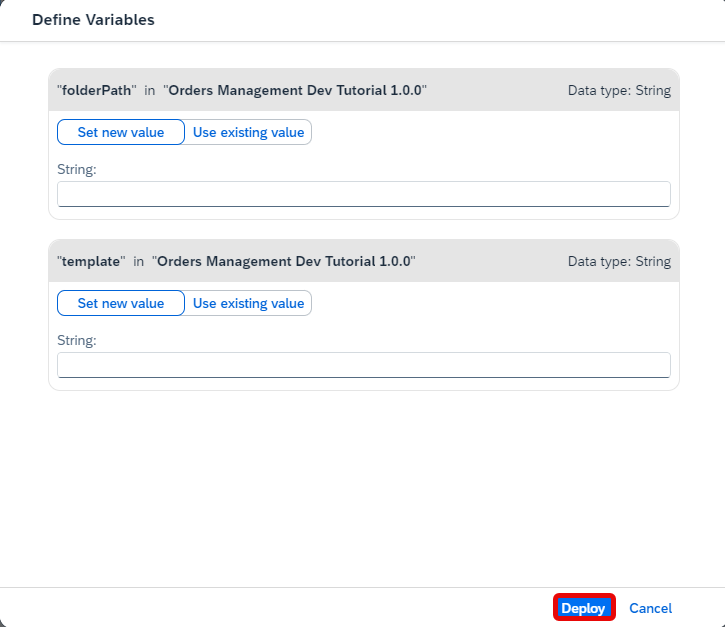 Define Variables
"folderPath" in "Orders Management Dev Tutorial 1.0.0" Data type: String
Set new value Use existing value
String:
"template" in "Orders Management Dev Tutorial 1.0.0" Data type: String
Set new value Use existing value
String:
Deploy Cancel